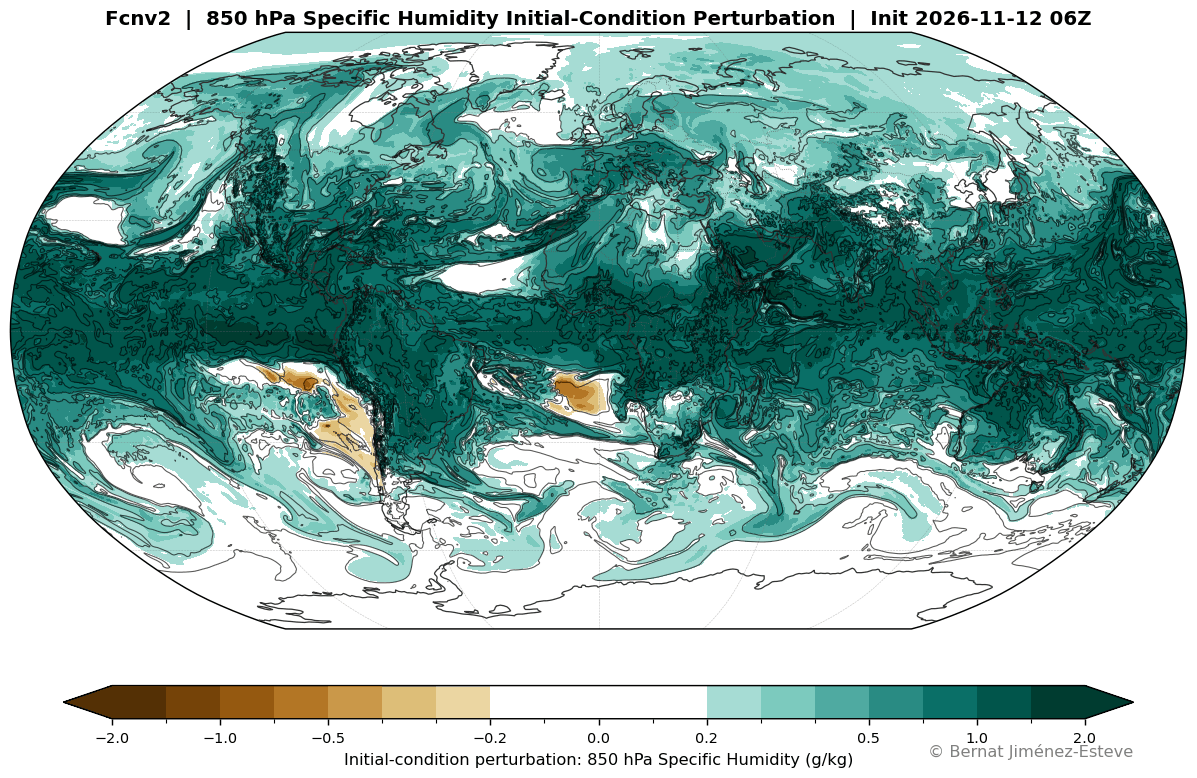 Fcnv2 | 850 hPa Specific Humidity Initial-Condition Perturbation | Init 2026-11-12 06Z
−2.0 −1.0 −0.5 −0.2 0.0 0.2 0.5 1.0 2.0
Initial-condition perturbation: 850 hPa Specific Humidity (g/kg)
© Bernat Jiménez-Esteve